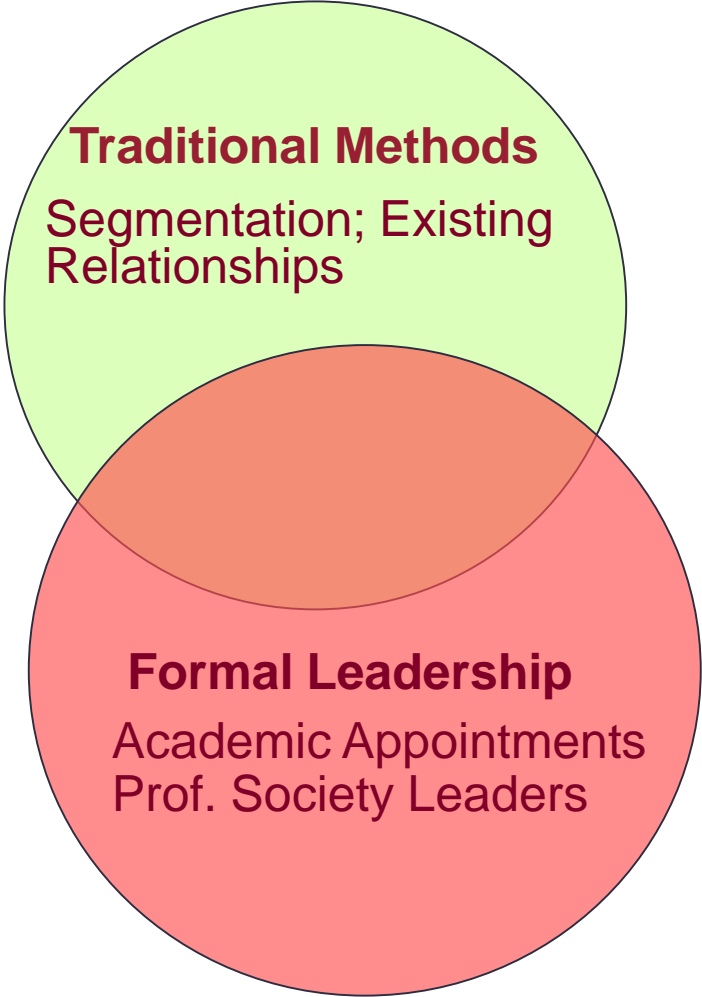 Traditional Methods
Segmentation; Existing
Relationships
Formal Leadership
Academic Appointments
Prof. Society Leaders